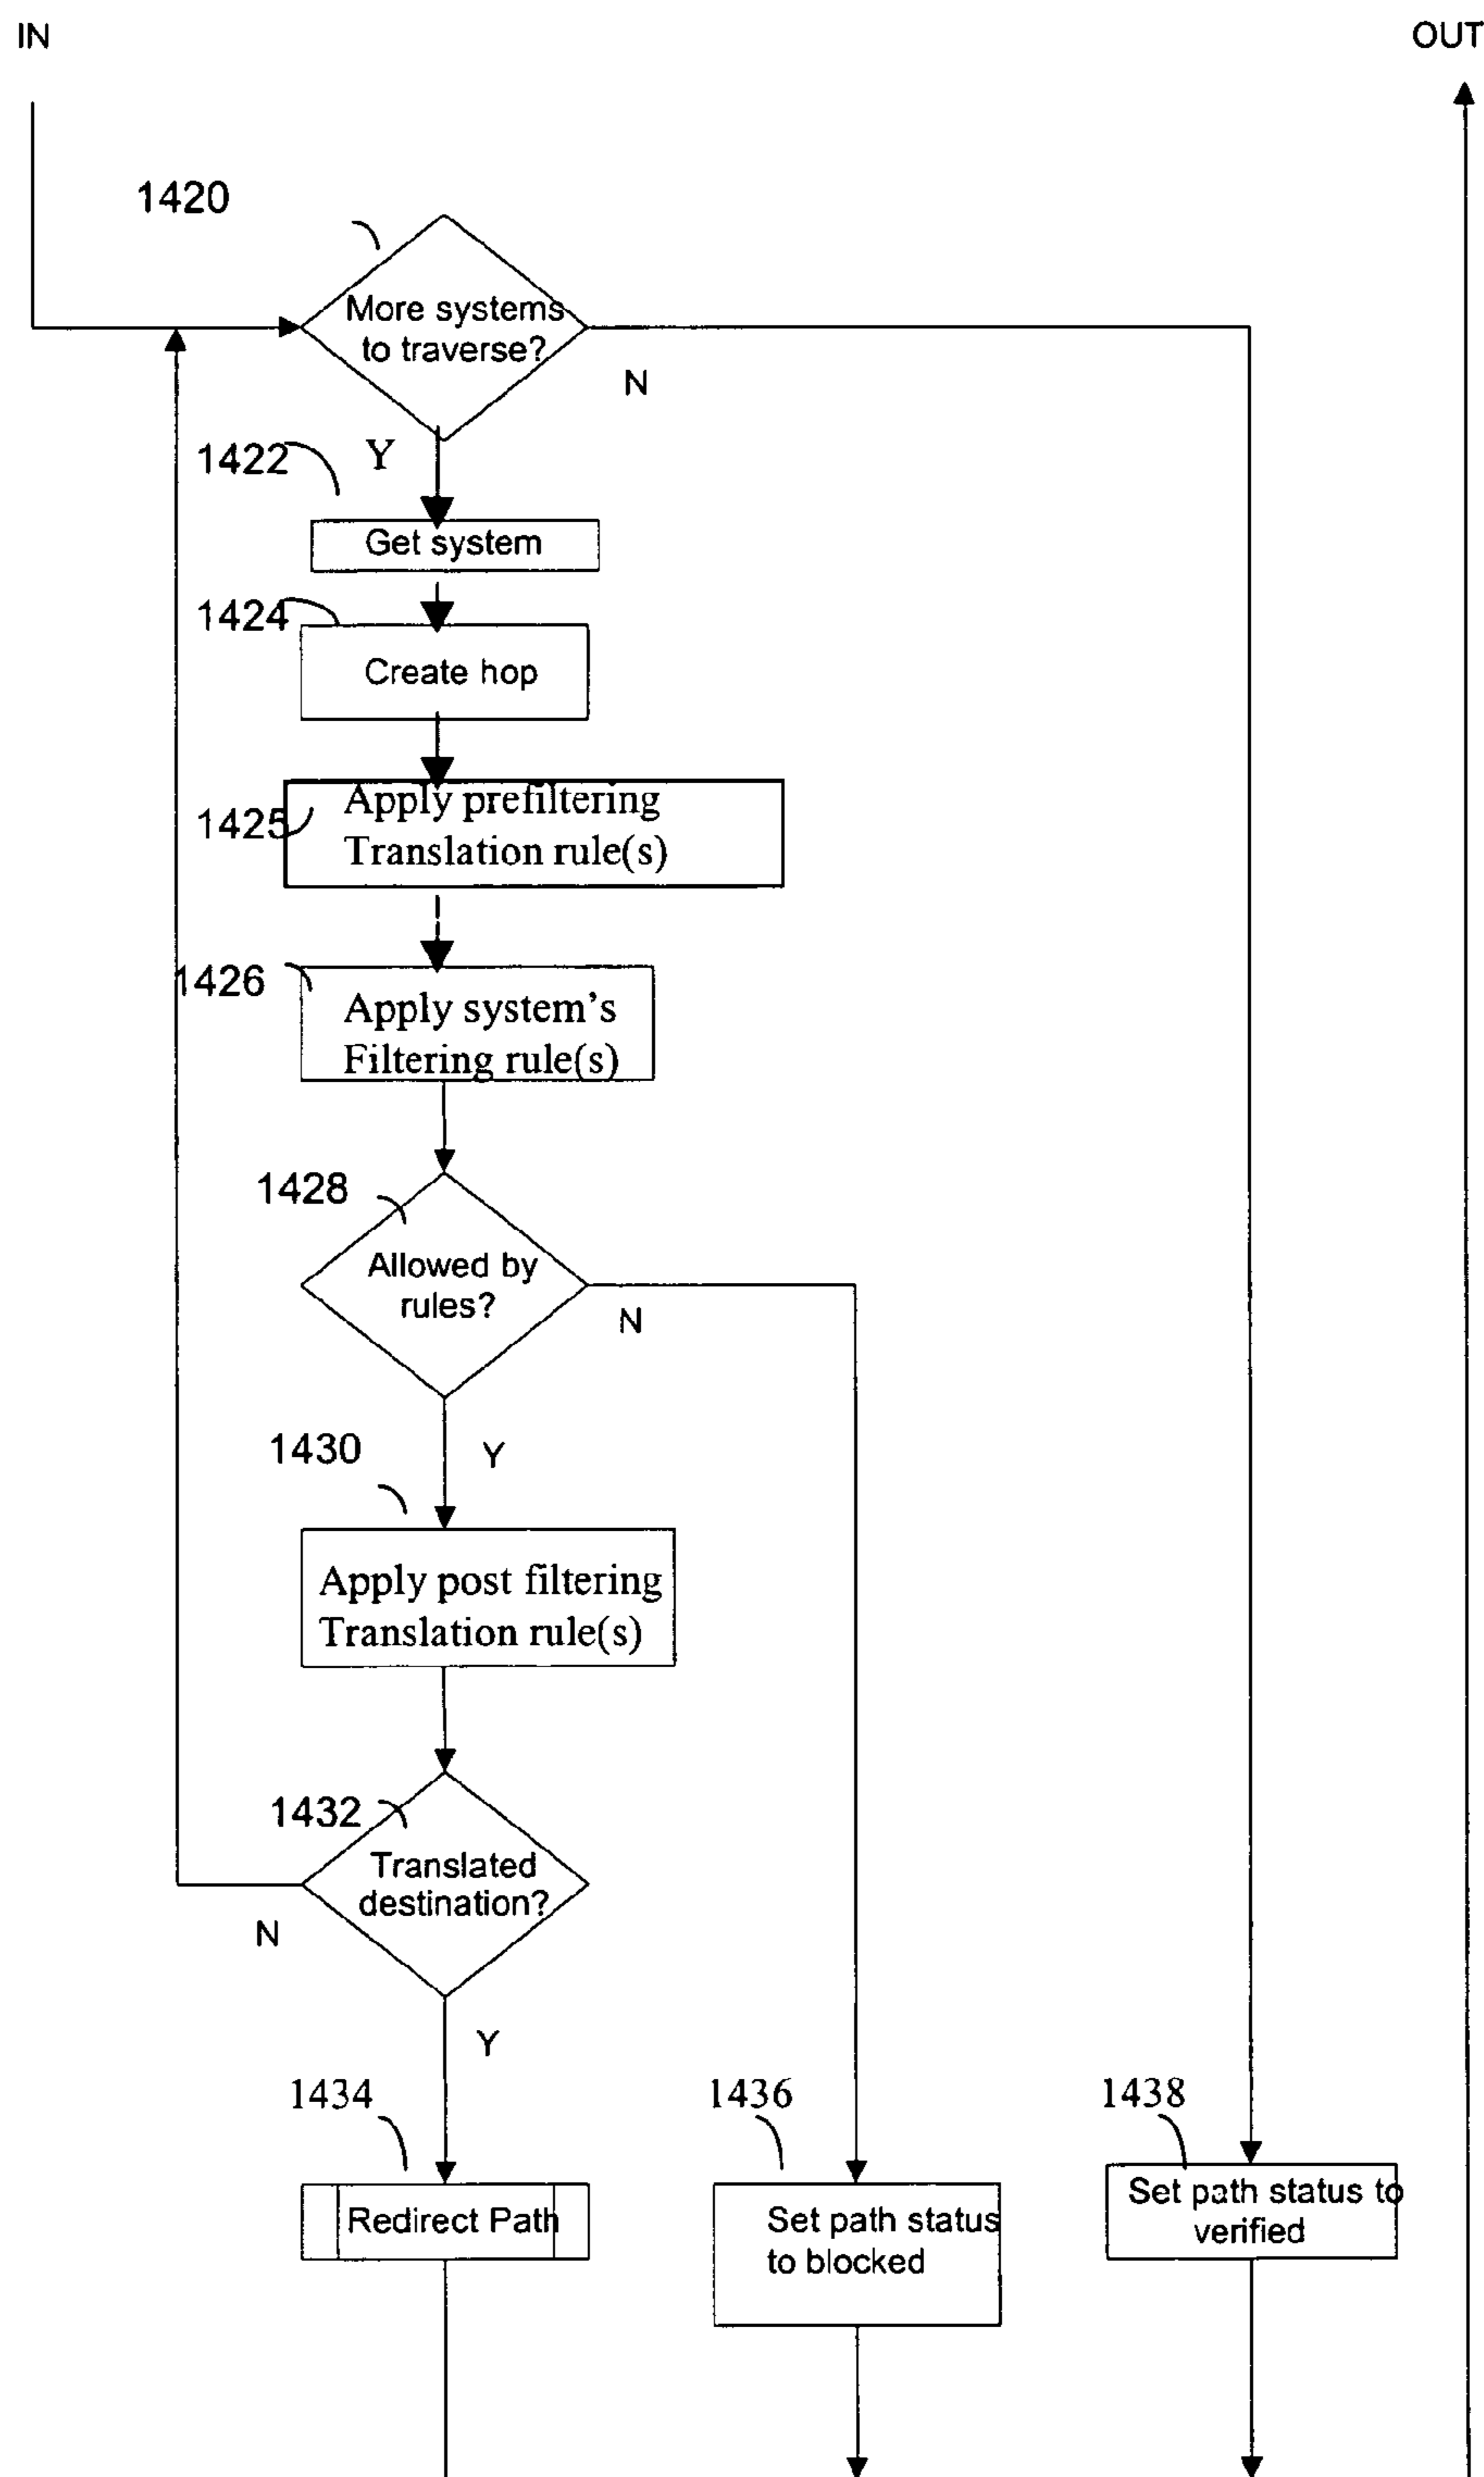 IN
OUT
1420
More systems
to traverse?
N
Y
1422
Get system
1424
Create hop
1425
Apply prefiltering
Translation rule(s)
1426
Apply system's
Filtering rule(s)
1428
Allowed by
rules?
N
1430
Y
Apply post filtering
Translation rule(s)
1432
Translated
destination?
N
Y
1434
1436
1438
Redirect Path
Set path status
to blocked
Set path status to
verified